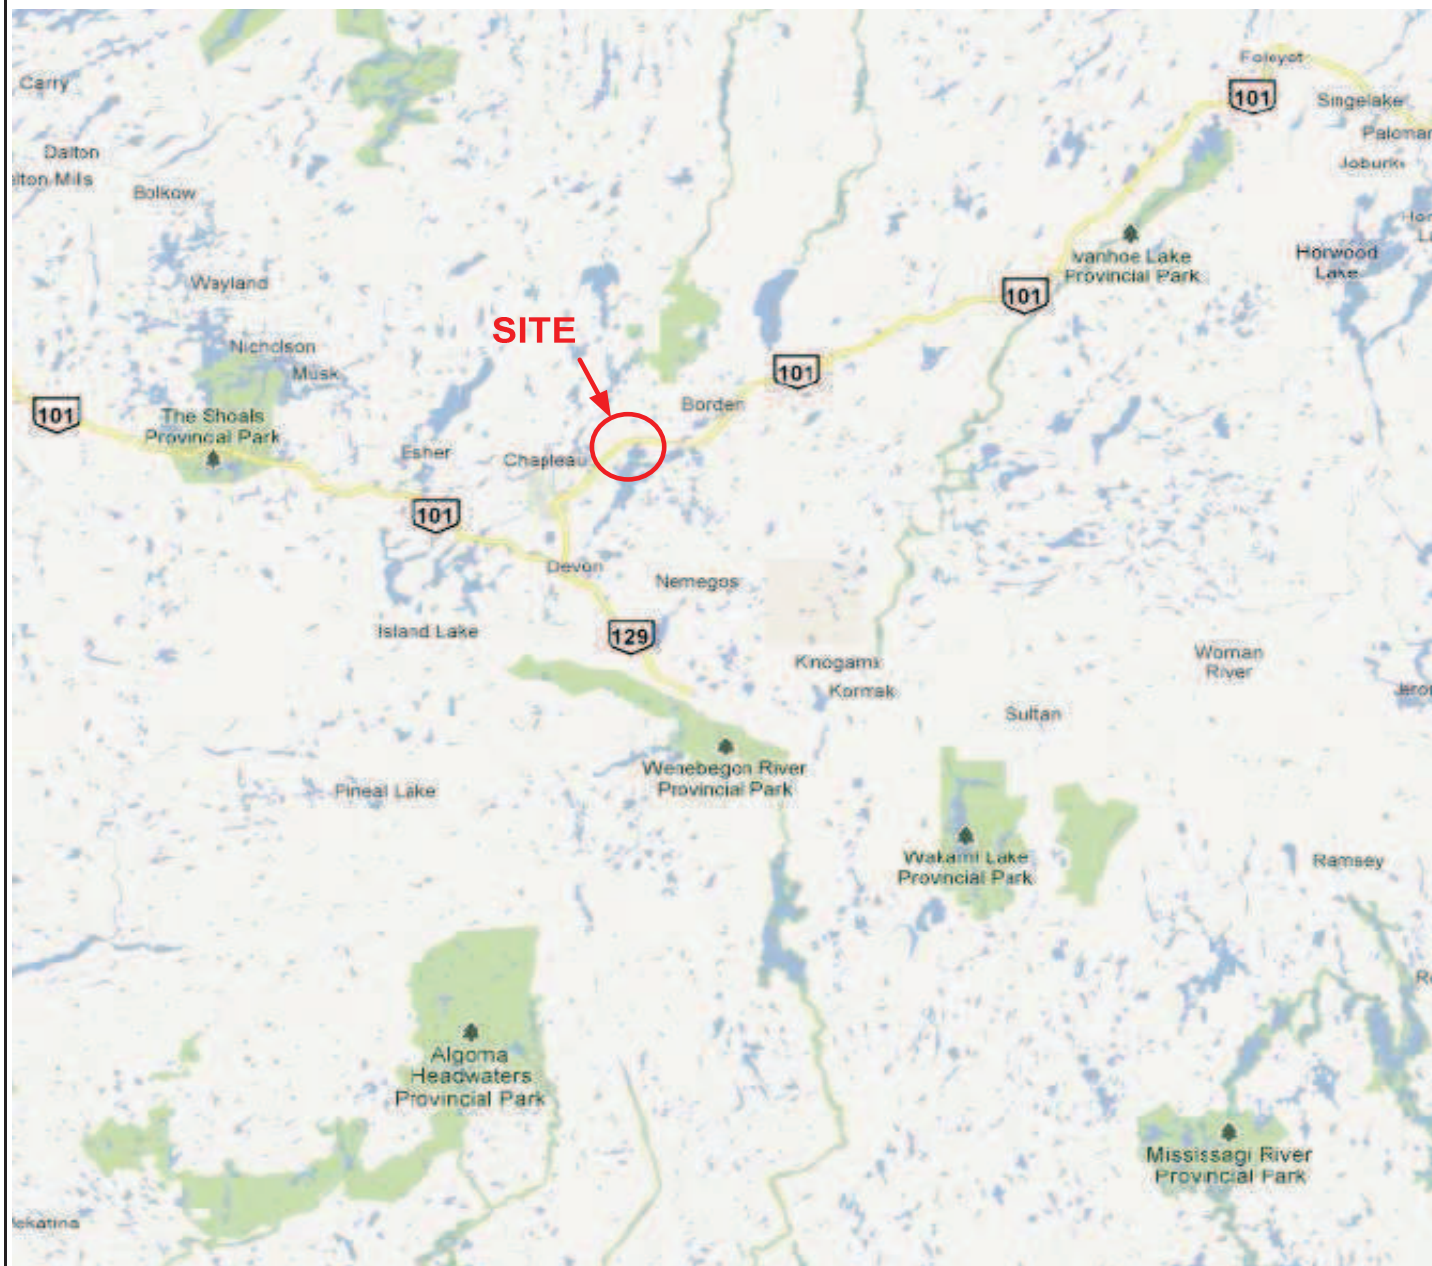 Foleyet
101
Singelake
Carry
Dalton
Bolkow
Joburke
Wayland
Ivanhoe Lake
Provincial Park
Horwood
Lake
101
SITE
Nicholson
Musk
101
101
The Shoals
Provincial Park
Borden
Esher
Chapleau
101
Devon
Nemegos
Island Lake
129
Kinogama
Kormak
Woman
River
Sultan
Wenebegon River
Provincial Park
Pineal Lake
Wakami Lake
Provincial Park
Ramsey
Algoma
Headwaters
Provincial Park
Mississagi River
Provincial Park